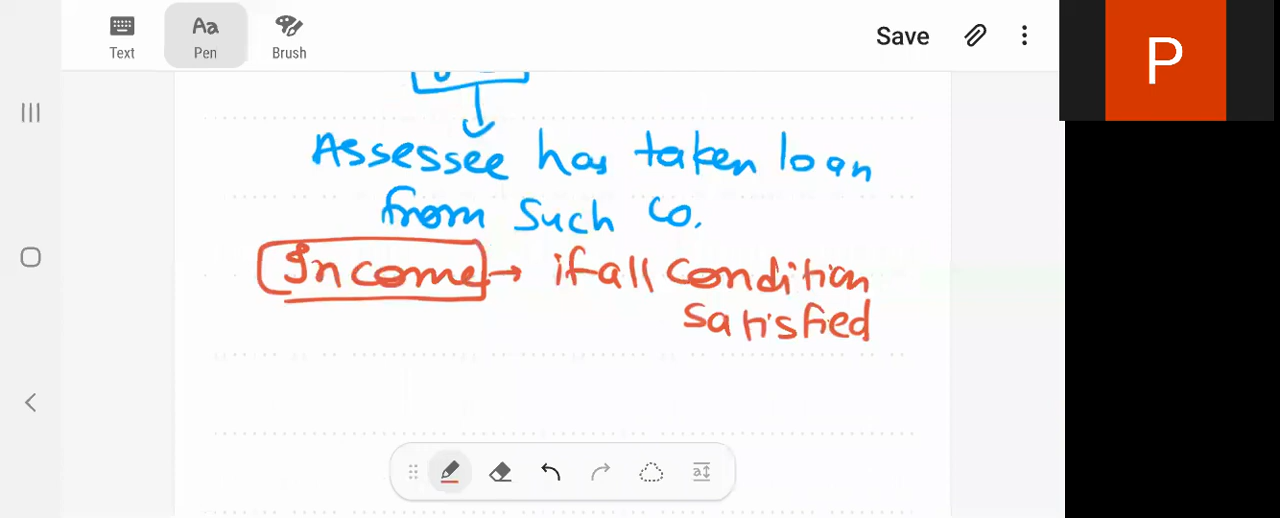 Text
Pen
Brush
Save
P
Assessee has taken loan
from such co.
Income → if all condition
satisfied